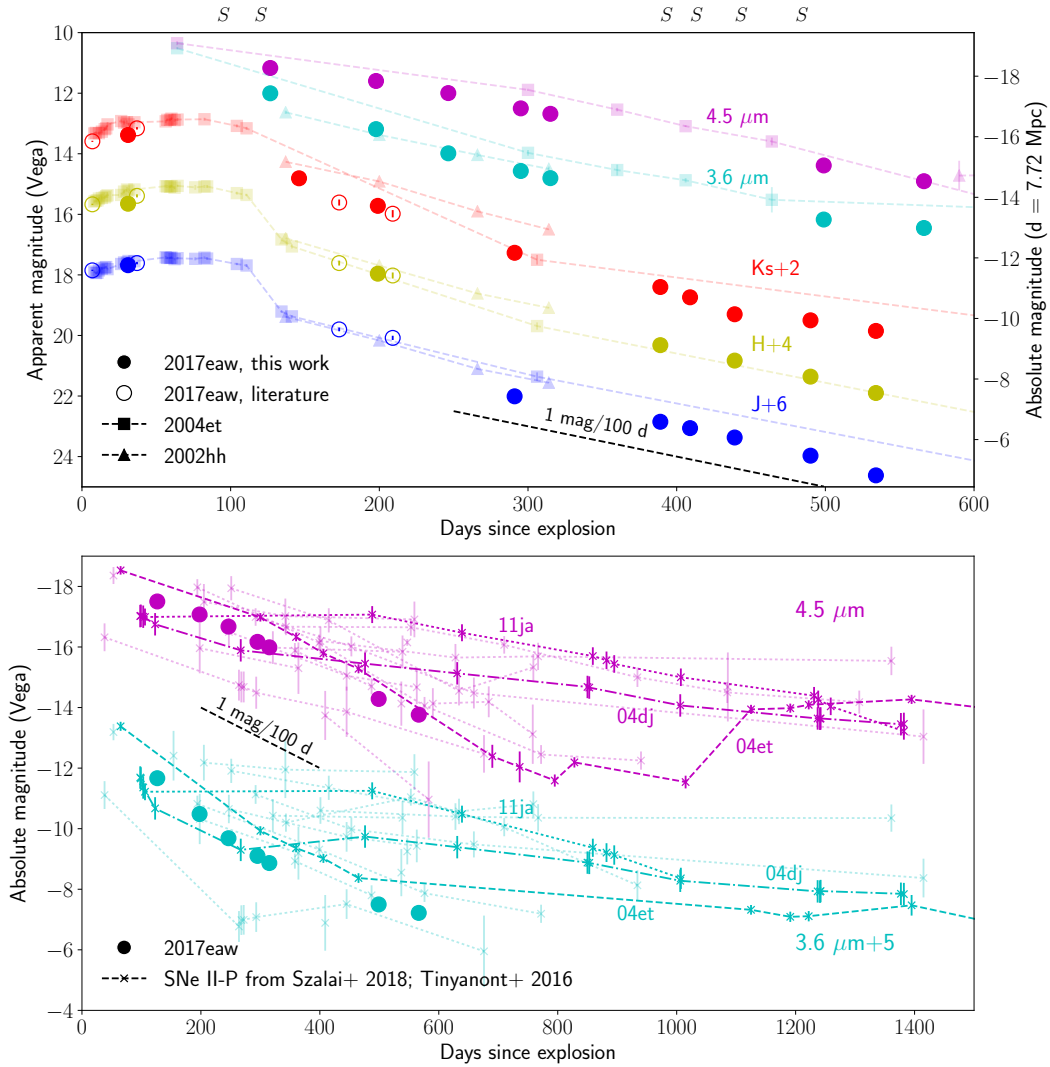 S S S S S S
10
12
14
16
18
20
22
24
Apparent magnitude (Vega)
−18
−16
−14
−12
−10
−8
−6
Absolute magnitude (d = 7.72 Mpc)
4.5 μm
3.6 μm
Ks+2
H+4
J+6
1 mag/100 d
2017eaw, this work
2017eaw, literature
2004et
2002hh
0 100 200 300 400 500 600
Days since explosion
−18
−16
−14
−12
−10
−8
−6
−4
Absolute magnitude (Vega)
4.5 μm
11ja
04dj
04et
1 mag/100 d
11ja
04dj
04et
3.6 μm+5
2017eaw
SNe II-P from Szalai+ 2018; Tinyanont+ 2016
0 200 400 600 800 1000 1200 1400
Days since explosion